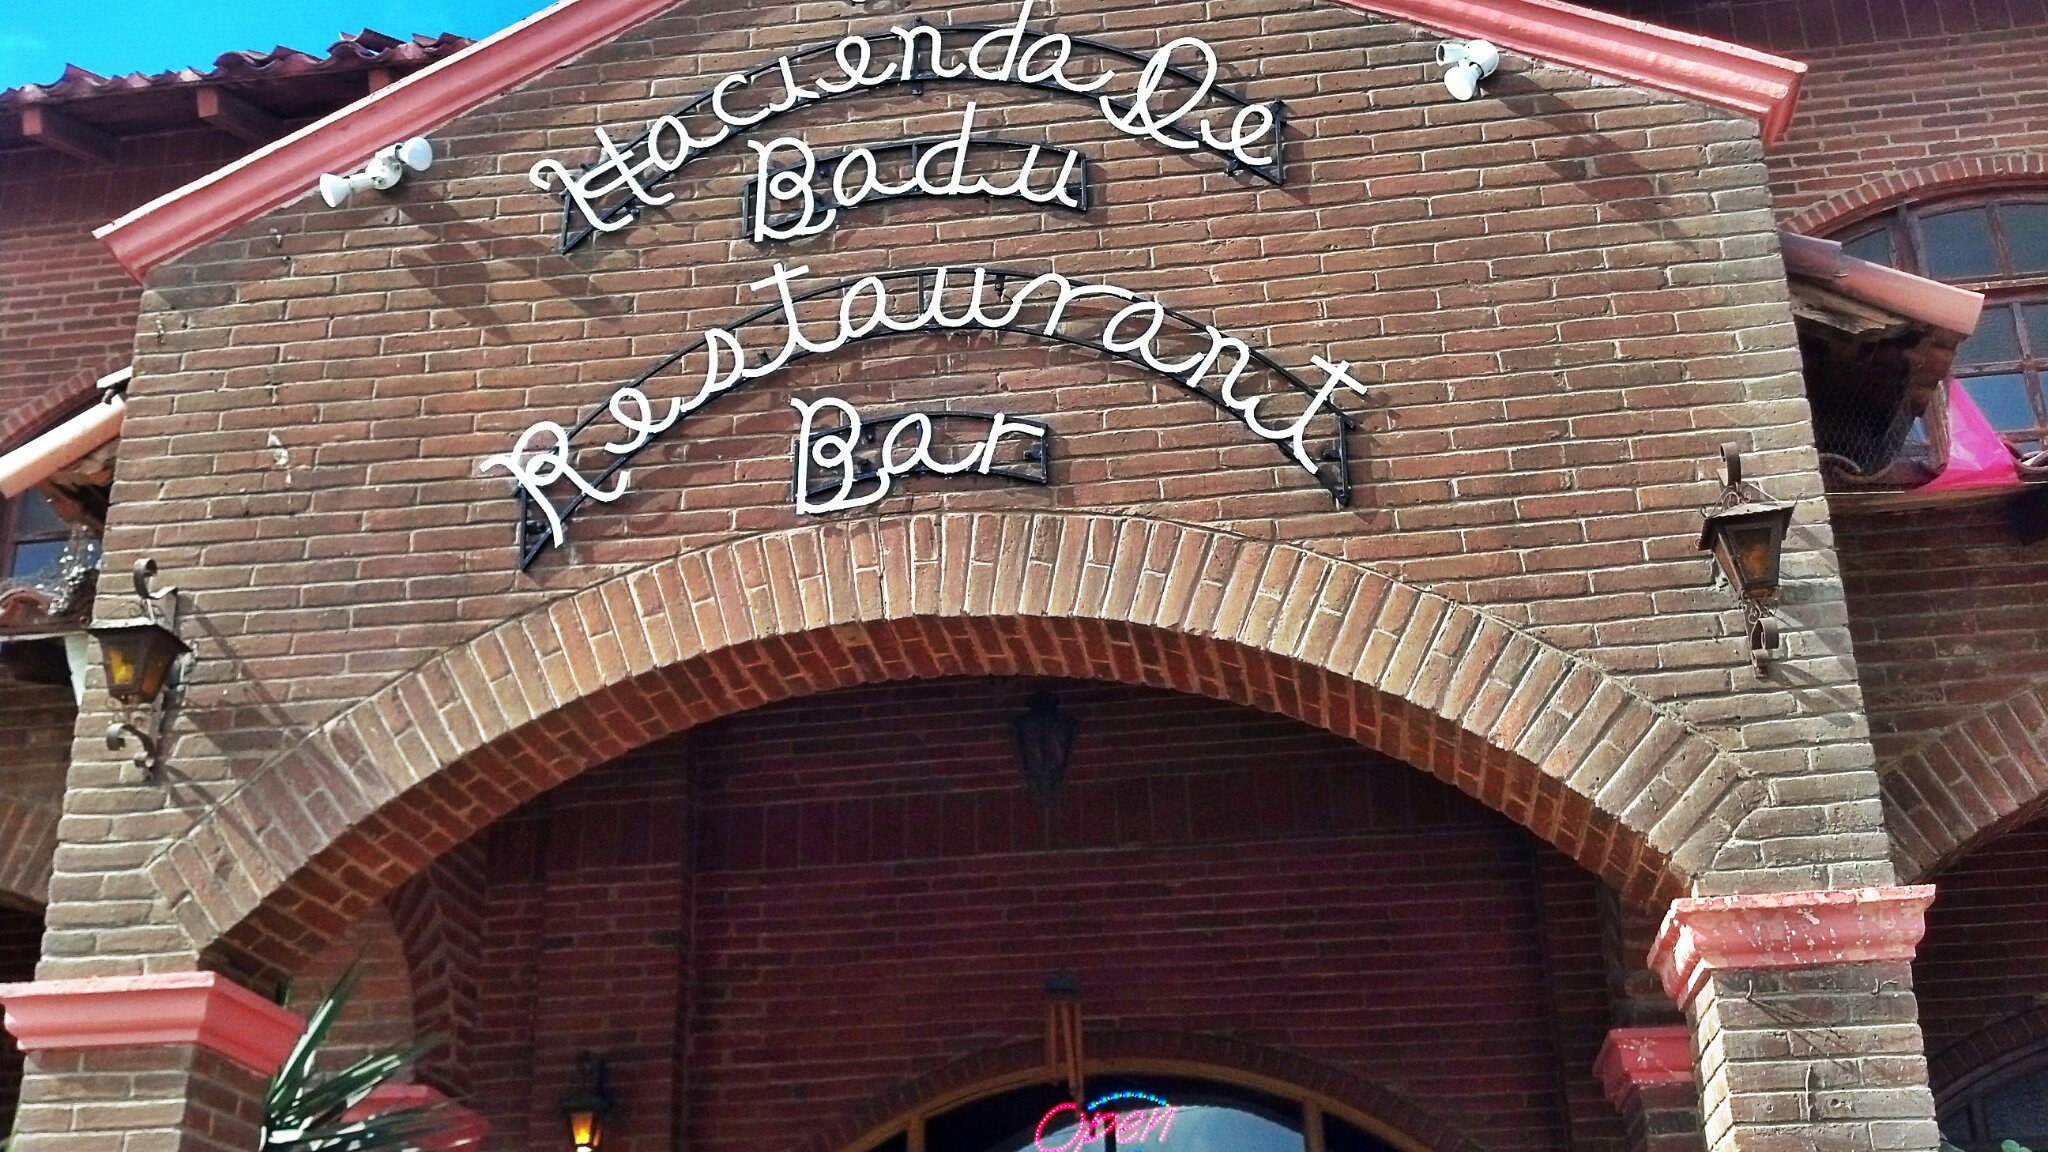 Hacienda De
Badu
Restaurant
Bar
Open